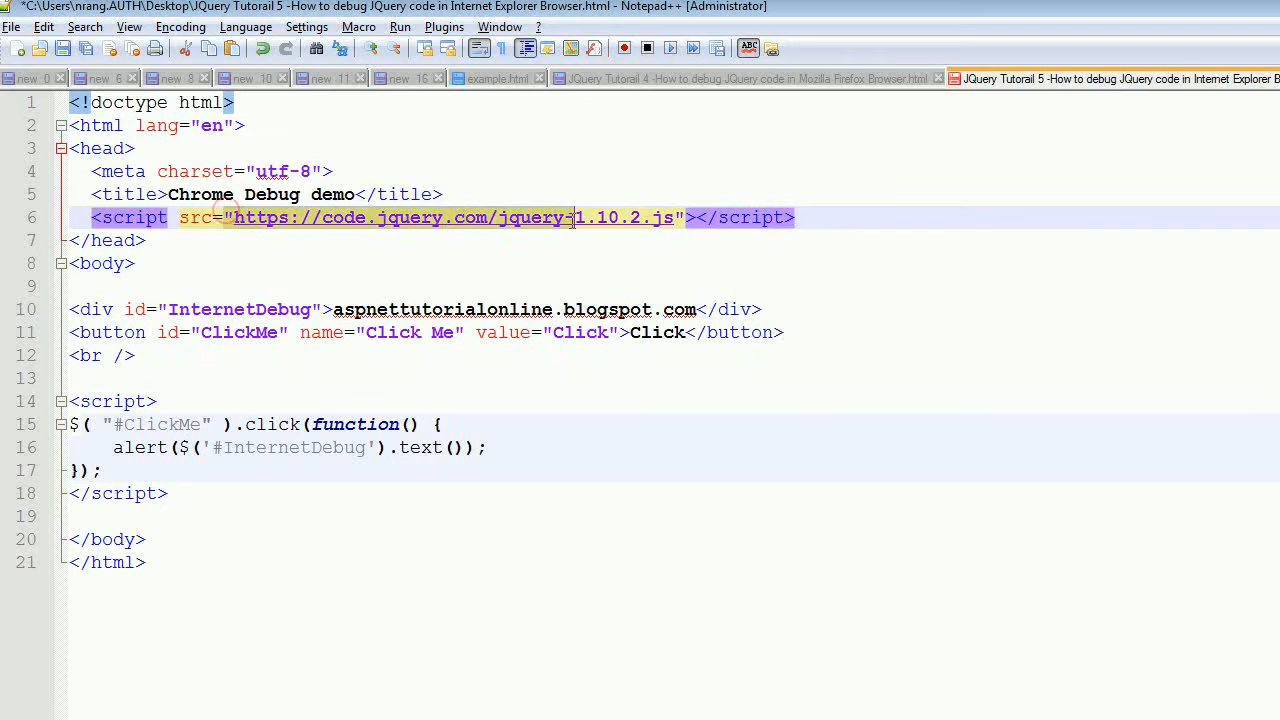 *C:\Users\nrang.AUTH\Desktop\JQuery Tutorail 5 -How to debug JQuery code in Internet Explorer Browser.html - Notepad++ [Administrator]
File Edit Search View Encoding Language Settings Macro Run Plugins Window ?
ABC
new 0 new 6 new 8 new 10 new 11 new 16 example.html JQuery Tutorail 4 -How to debug JQuery code in Mozilla Firefox Browser.html JQuery Tutorail 5 -How to debug JQuery code in Internet Explorer B
1 <!doctype html>
2 <html lang="en">
3 <head>
4 <meta charset="utf-8">
5 <title>Chrome Debug demo</title>
6 <script src="https://code.jquery.com/jquery-1.10.2.js"></script>
7 </head>
8 <body>
9
10 <div id="InternetDebug">aspnettutorialonline.blogspot.com</div>
11 <button id="ClickMe" name="Click Me" value="Click">Click</button>
12 <br />
13
14 <script>
15 $( "#ClickMe" ).click(function() {
16 alert($('#InternetDebug').text());
17 });
18 </script>
19
20 </body>
21 </html>